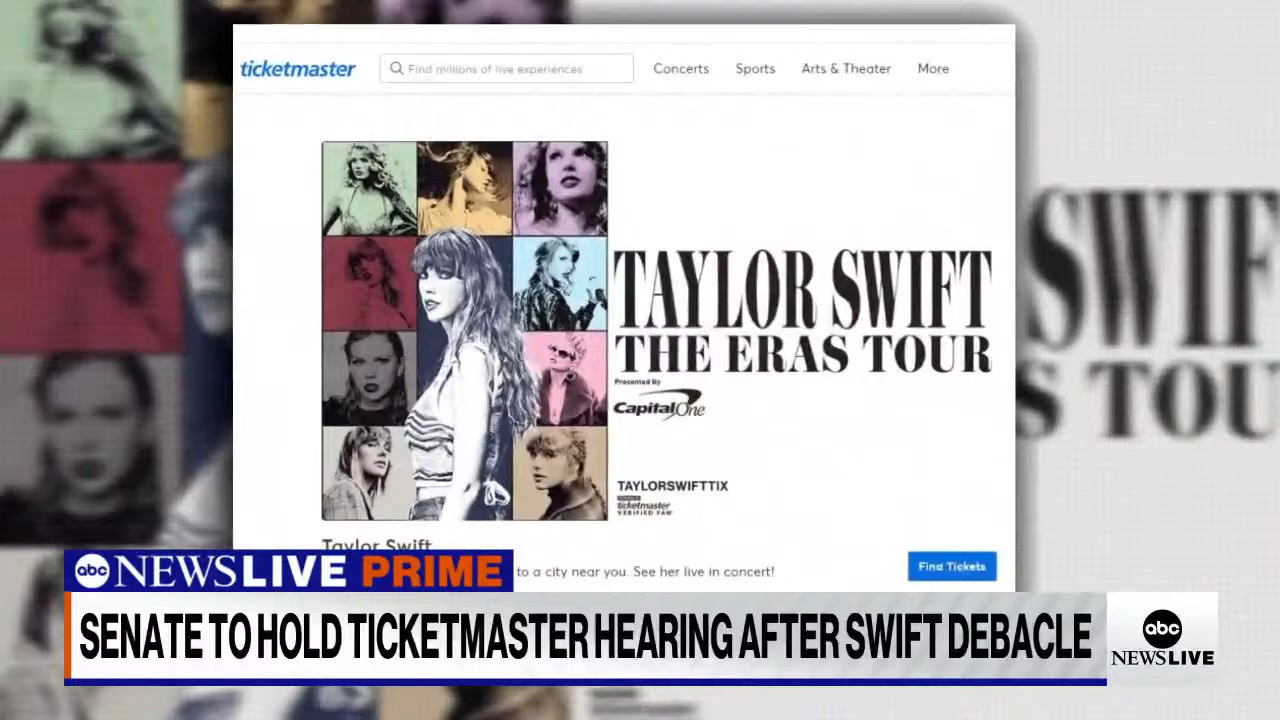 ticketmaster
Find millions of live experiences
Concerts
Sports
Arts & Theater
More
TAYLOR SWIFT
THE ERAS TOUR
Presented By
CapitalOne
TAYLORSWIFTTIX
ticketmaster
VERIFIED FAN
Taylor Swift
to a city near you. See her live in concert!
Find Tickets
SWIF
S TOU
abc NEWS LIVE PRIME
SENATE TO HOLD TICKETMASTER HEARING AFTER SWIFT DEBACLE
abc
NEWS LIVE